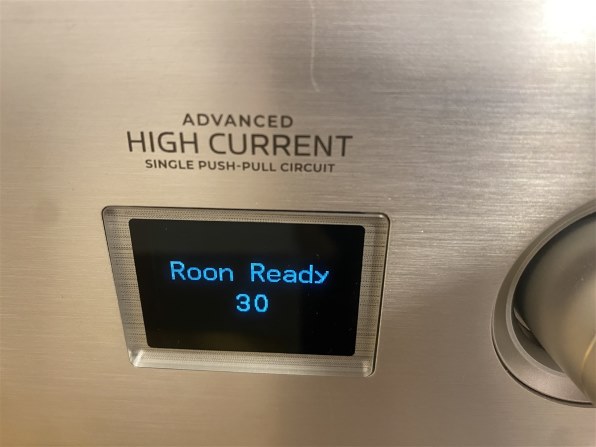 ADVANCED
HIGH CURRENT
SINGLE PUSH-PULL CIRCUIT
Roon Ready
30